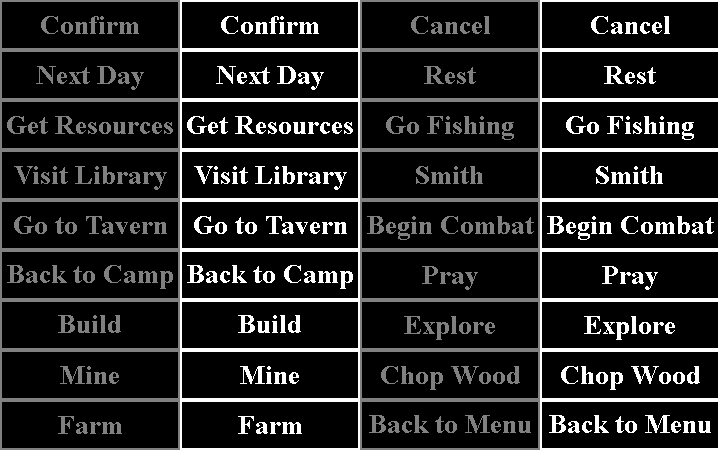 Confirm Confirm Cancel Cancel
Next Day Next Day Rest Rest
Get Resources Get Resources Go Fishing Go Fishing
Visit Library Visit Library Smith Smith
Go to Tavern Go to Tavern Begin Combat Begin Combat
Back to Camp Back to Camp Pray Pray
Build Build Explore Explore
Mine Mine Chop Wood Chop Wood
Farm Farm Back to Menu Back to Menu